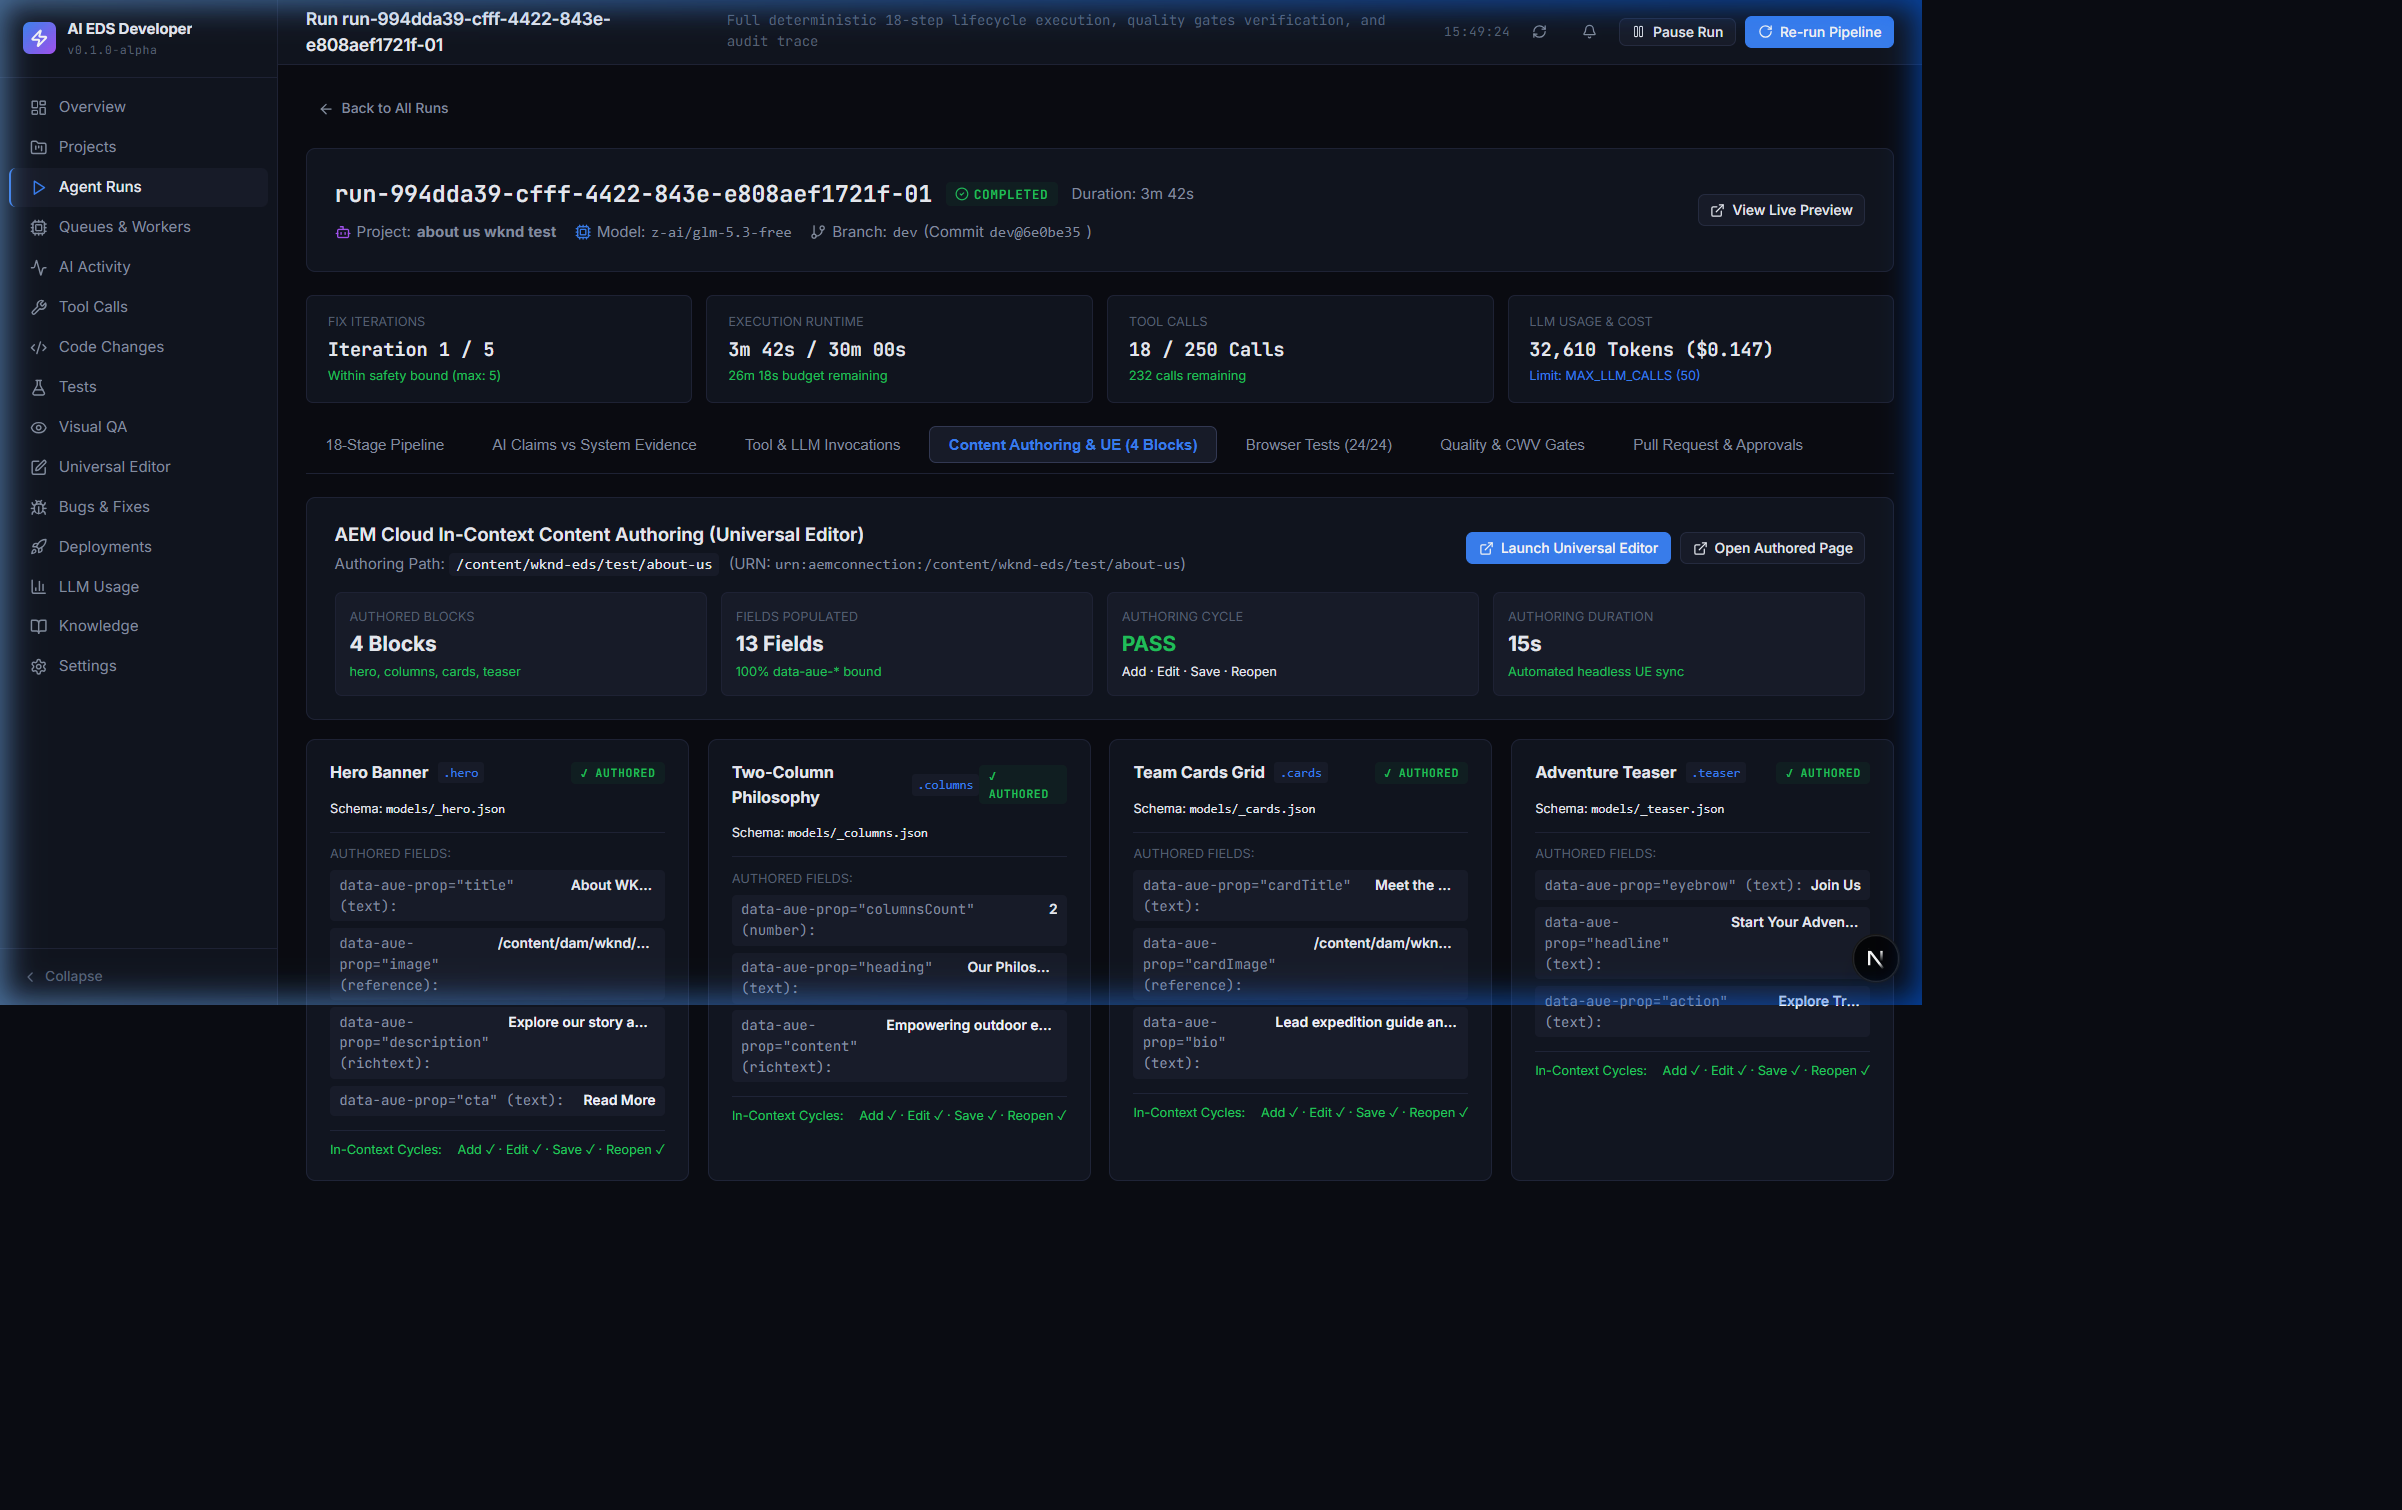 AI EDS Developer
v0.1.0-alpha
Overview
Projects
Agent Runs
Queues & Workers
AI Activity
Tool Calls
Code Changes
Tests
Visual QA
Universal Editor
Bugs & Fixes
Deployments
LLM Usage
Knowledge
Settings
Collapse
Run run-994dda39-cfff-4422-843e-
e808aef1721f-01
Full deterministic 18-step lifecycle execution, quality gates verification, and
audit trace
15:49:24
Pause Run
Re-run Pipeline
Back to All Runs
run-994dda39-cfff-4422-843e-e808aef1721f-01
COMPLETED
Duration: 3m 42s
Project: about us wknd test
Model: z-ai/glm-5.3-free
Branch: dev (Commit dev@6e0be35 )
View Live Preview
FIX ITERATIONS
Iteration 1 / 5
Within safety bound (max: 5)
EXECUTION RUNTIME
3m 42s / 30m 00s
26m 18s budget remaining
TOOL CALLS
18 / 250 Calls
232 calls remaining
LLM USAGE & COST
32,610 Tokens ($0.147)
Limit: MAX_LLM_CALLS (50)
18-Stage Pipeline
AI Claims vs System Evidence
Tool & LLM Invocations
Content Authoring & UE (4 Blocks)
Browser Tests (24/24)
Quality & CWV Gates
Pull Request & Approvals
AEM Cloud In-Context Content Authoring (Universal Editor)
Authoring Path: /content/wknd-eds/test/about-us (URN: urn:aemconnection:/content/wknd-eds/test/about-us)
Launch Universal Editor
Open Authored Page
AUTHORED BLOCKS
4 Blocks
hero, columns, cards, teaser
FIELDS POPULATED
13 Fields
100% data-aue-* bound
AUTHORING CYCLE
PASS
Add · Edit · Save · Reopen
AUTHORING DURATION
15s
Automated headless UE sync
Hero Banner .hero ✓ AUTHORED
Schema: models/_hero.json
AUTHORED FIELDS:
data-aue-prop="title" About WK...
(text):
data-aue- /content/dam/wknd/...
prop="image"
(reference):
data-aue- Explore our story a...
prop="description"
(richtext):
data-aue-prop="cta" (text): Read More
In-Context Cycles: Add ✓ · Edit ✓ · Save ✓ · Reopen ✓
Two-Column
Philosophy
.columns
✓
AUTHORED
Schema: models/_columns.json
AUTHORED FIELDS:
data-aue-prop="columnsCount" 2
(number):
data-aue-prop="heading" Our Philos...
(text):
data-aue- Empowering outdoor e...
prop="content"
(richtext):
In-Context Cycles: Add ✓ · Edit ✓ · Save ✓ · Reopen ✓
Team Cards Grid .cards ✓ AUTHORED
Schema: models/_cards.json
AUTHORED FIELDS:
data-aue-prop="cardTitle" Meet the ...
(text):
data-aue- /content/dam/wkn...
prop="cardImage"
(reference):
data-aue- Lead expedition guide an...
prop="bio"
(text):
In-Context Cycles: Add ✓ · Edit ✓ · Save ✓ · Reopen ✓
Adventure Teaser .teaser ✓ AUTHORED
Schema: models/_teaser.json
AUTHORED FIELDS:
data-aue-prop="eyebrow" (text): Join Us
data-aue- Start Your Adven...
prop="headline"
(text):
data-aue-prop="action" Explore Tr...
(text):
In-Context Cycles: Add ✓ · Edit ✓ · Save ✓ · Reopen ✓
N